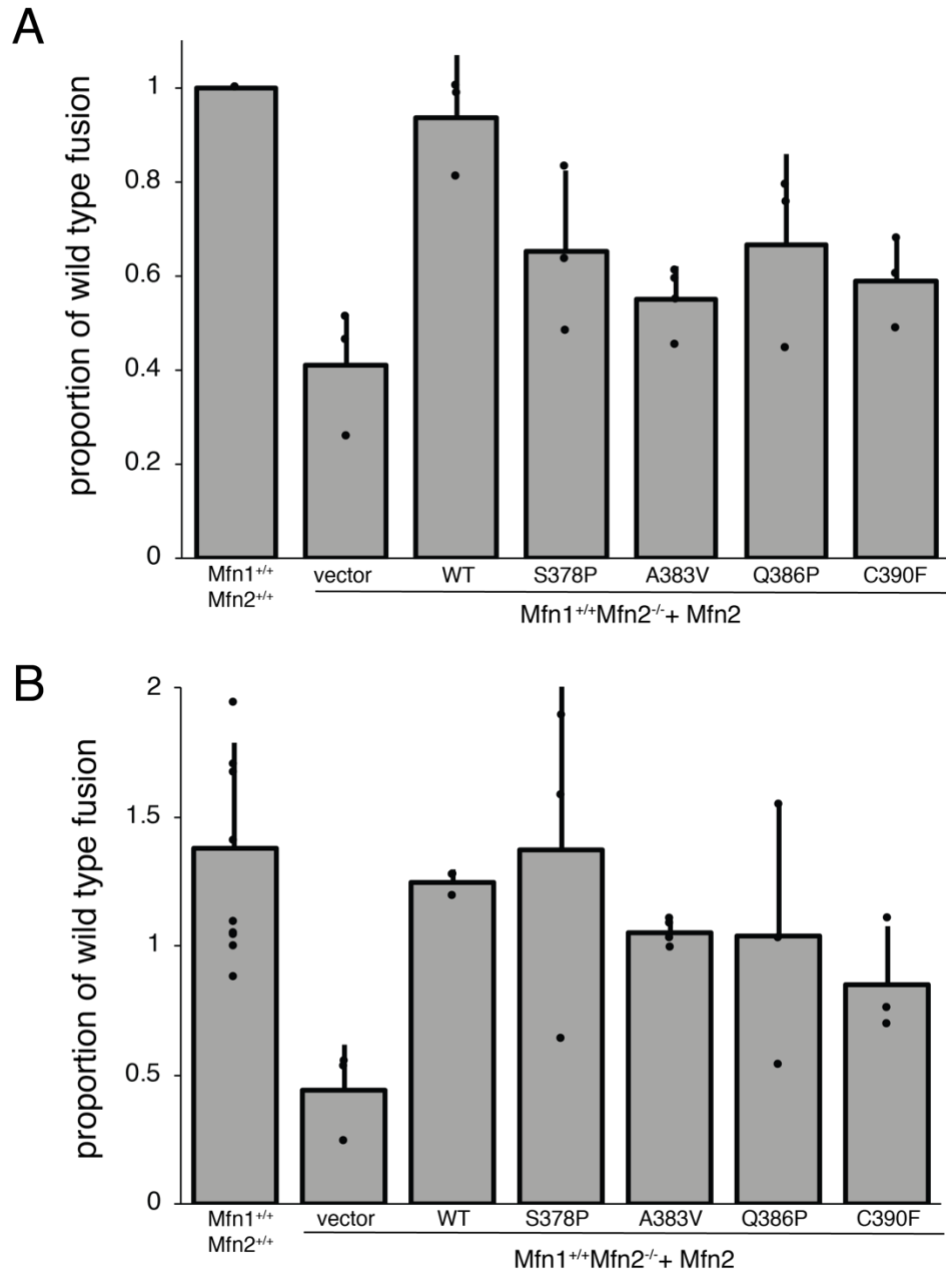 A
proportion of wild type fusion
1
0.8
0.6
0.4
0.2
0
Mfn1⁺/⁺
Mfn2⁺/⁺
vector WT S378P A383V Q386P C390F
Mfn1⁺/⁺Mfn2⁻/⁻+ Mfn2
B
proportion of wild type fusion
2
1.5
1
0.5
0
Mfn1⁺/⁺
Mfn2⁺/⁺
vector WT S378P A383V Q386P C390F
Mfn1⁺/⁺Mfn2⁻/⁻+ Mfn2